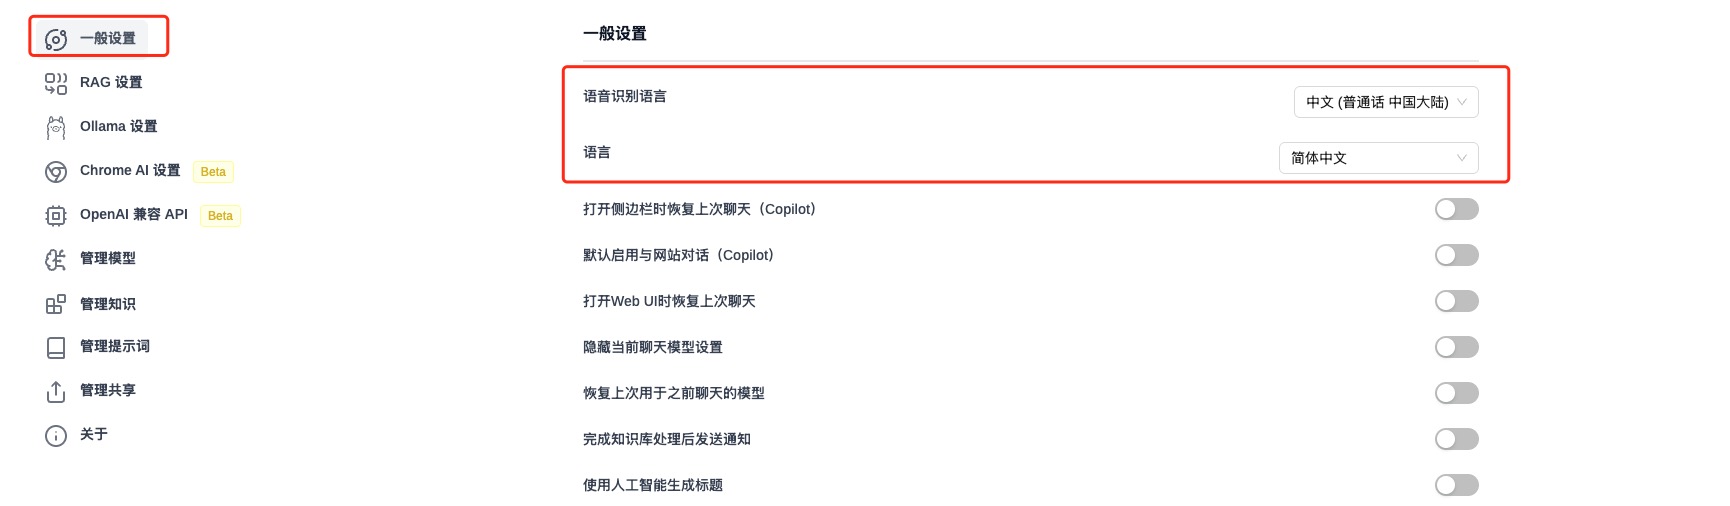 一般设置
RAG 设置
Ollama 设置
Chrome AI 设置 Beta
OpenAI 兼容 API Beta
管理模型
管理知识
管理提示词
管理共享
关于
一般设置
语音识别语言 中文 (普通话 中国大陆)
语言 简体中文
打开侧边栏时恢复上次聊天（Copilot）
默认启用与网站对话（Copilot）
打开Web UI时恢复上次聊天
隐藏当前聊天模型设置
恢复上次用于之前聊天的模型
完成知识库处理后发送通知
使用人工智能生成标题